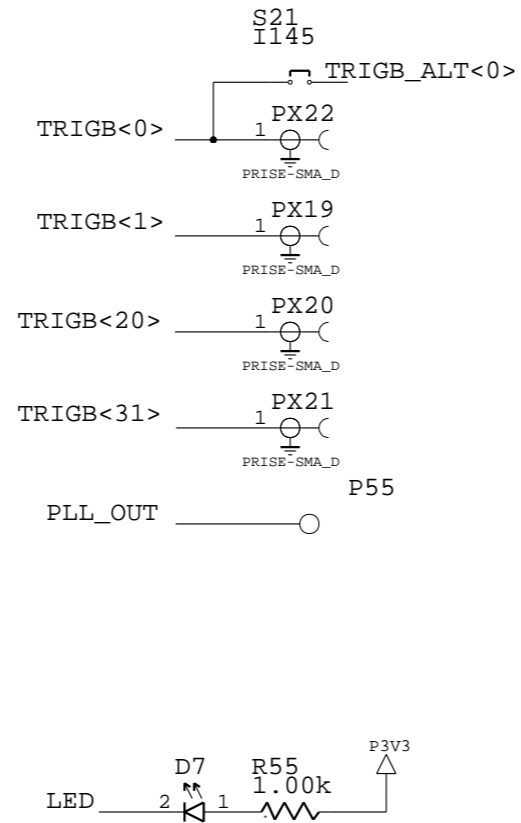 S21
I145
TRIGB_ALT<0>
PX22
TRIGB<0>
1
PRISE-SMA_D
PX19
TRIGB<1>
1
PRISE-SMA_D
PX20
TRIGB<20>
1
PRISE-SMA_D
PX21
TRIGB<31>
1
PRISE-SMA_D
P55
PLL_OUT
P3V3
D7 R55
1.00k
LED 2 1